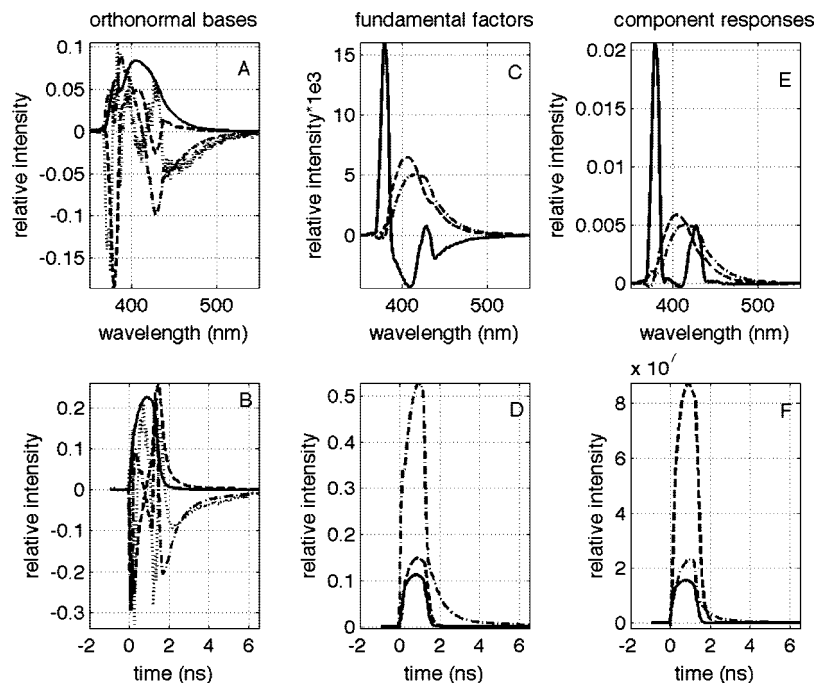 orthonormal bases
fundamental factors
component responses
A
relative intensity
0.1
0.05
0
-0.05
-0.1
-0.15
400
500
wavelength (nm)
C
relative intensity*1e3
15
10
5
0
400
500
wavelength (nm)
E
relative intensity
0.02
0.015
0.01
0.005
0
400
500
wavelength (nm)
B
relative intensity
0.2
0.1
0
-0.1
-0.2
-0.3
-2
0
2
4
6
time (ns)
D
relative intensity
0.5
0.4
0.3
0.2
0.1
0
-2
0
2
4
6
time (ns)
F
relative intensity
8
6
4
2
0
-2
0
2
4
6
time (ns)